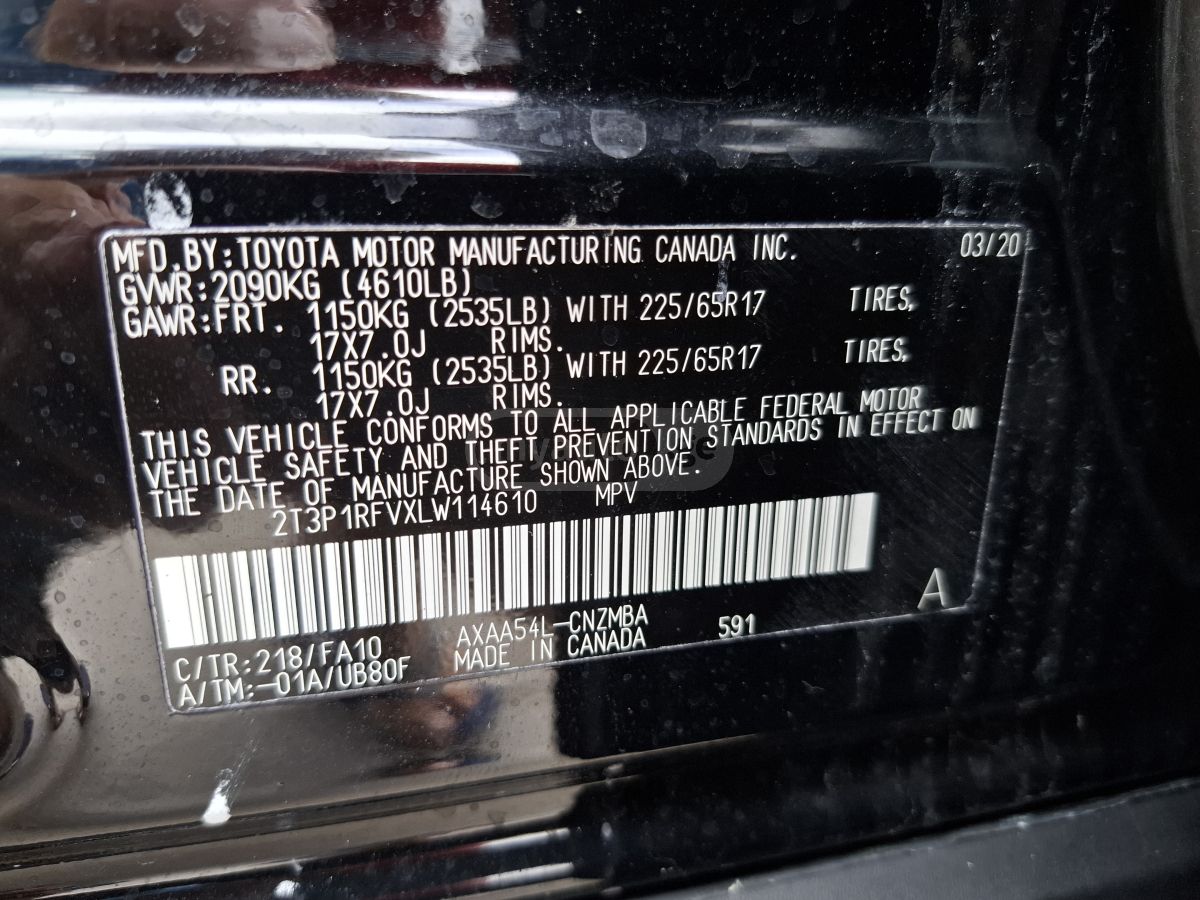 MFD.BY:TOYOTA MOTOR MANUFACTURING CANADA INC. 03/20
GVWR:2090KG (4610LB)
GAWR:FRT. 1150KG (2535LB) WITH 225/65R17 TIRES,
17X7.0J RIMS.
RR. 1150KG (2535LB) WITH 225/65R17 TIRES,
17X7.0J RIMS.
THIS VEHICLE CONFORMS TO ALL APPLICABLE FEDERAL MOTOR
VEHICLE SAFETY AND THEFT PREVENTION STANDARDS IN EFFECT ON
THE DATE OF MANUFACTURE SHOWN ABOVE.
2T3P1RFVXLW114610 MPV
A
C/TR:218/FA10 AXAA54L-CNZMBA 591
A/TM:-01A/UB80F MADE IN CANADA